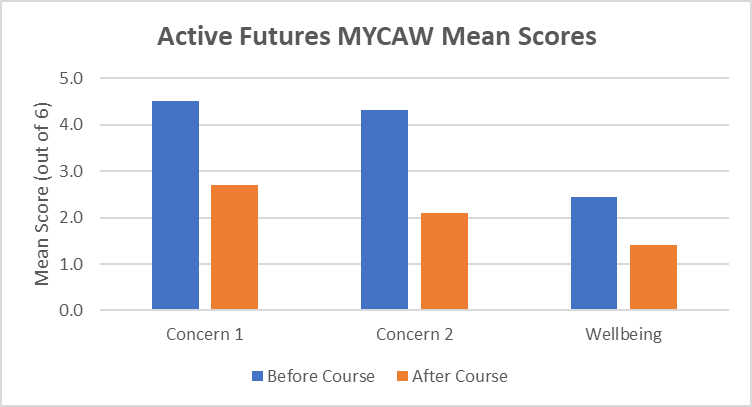 Active Futures MYCAW Mean Scores
Mean Score (out of 6)
5.0
4.0
3.0
2.0
1.0
0.0
Concern 1 Concern 2 Wellbeing
Before Course After Course